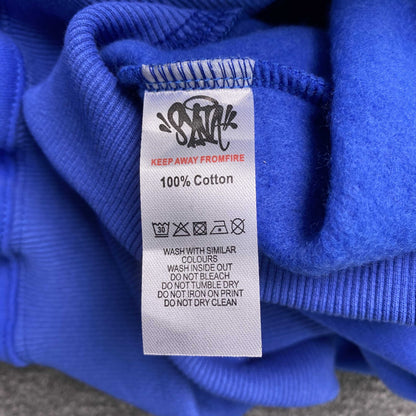 SYNA
KEEP AWAY FROMFIRE
100% Cotton
30
WASH WITH SIMILAR
COLOURS
WASH INSIDE OUT
DO NOT BLEACH
DO NOT TUMBLE DRY
DO NOT IRON ON PRINT
DO NOT DRY CLEAN